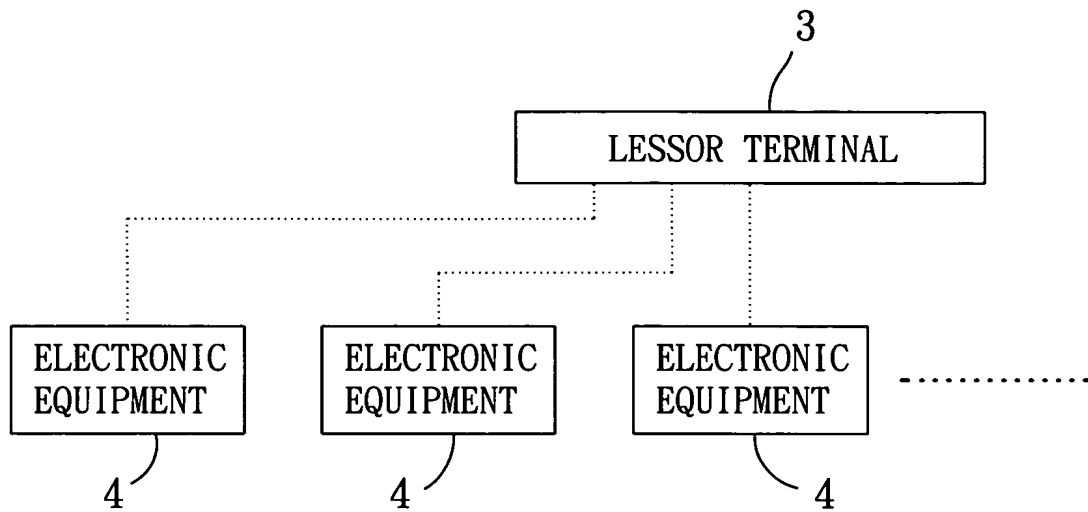 3
LESSOR TERMINAL
ELECTRONIC
EQUIPMENT
ELECTRONIC
EQUIPMENT
ELECTRONIC
EQUIPMENT
4
4
4